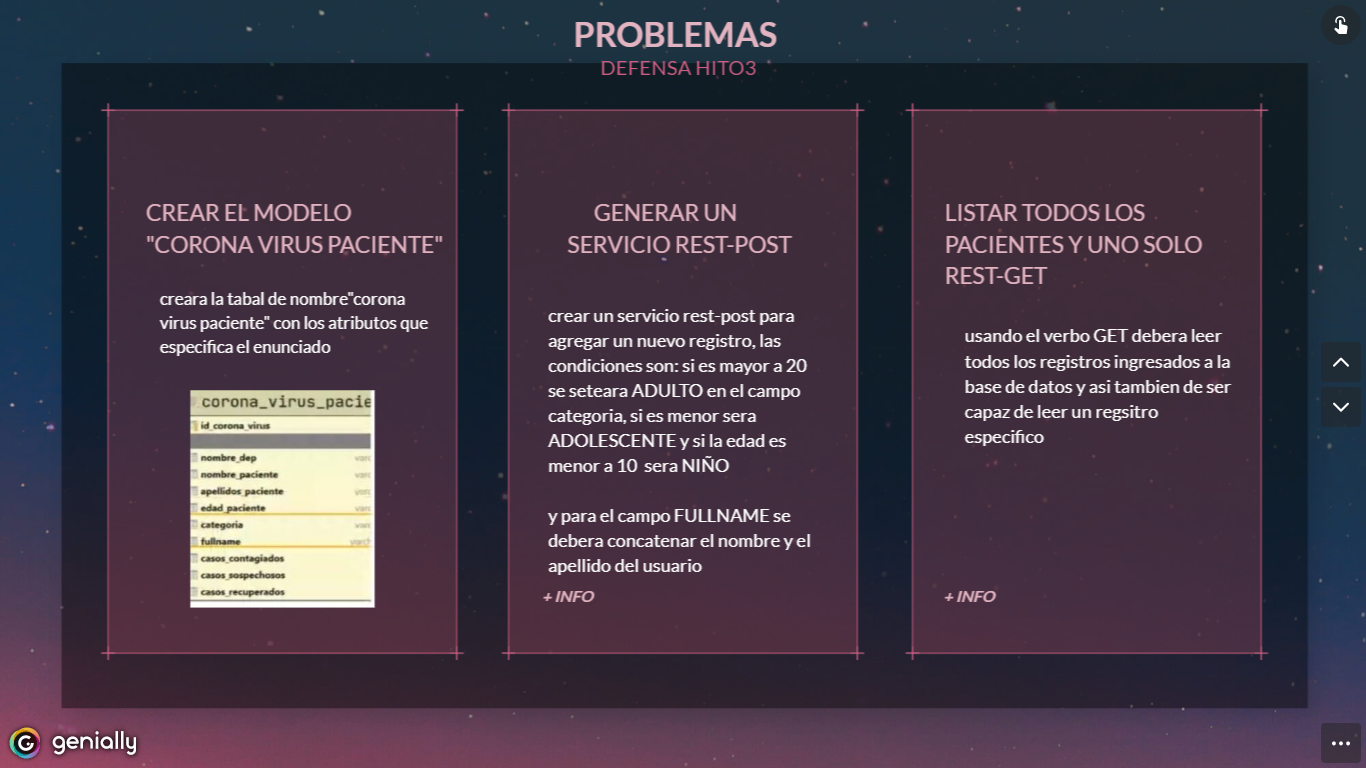 PROBLEMAS
DEFENSA HITO3
CREAR EL MODELO
"CORONA VIRUS PACIENTE"
creara la tabal de nombre"corona
virus paciente" con los atributos que
especifica el enunciado
corona_virus_pacie
id_corona_virus
nombre_dep varc
nombre_paciente varc
apellidos_paciente varc
edad_paciente varc
categoria varc
fullname varch
casos_contagiados
casos_sospechosos
casos_recuperados
GENERAR UN
SERVICIO REST-POST
crear un servicio rest-post para
agregar un nuevo registro, las
condiciones son: si es mayor a 20
se seteara ADULTO en el campo
categoria, si es menor sera
ADOLESCENTE y si la edad es
menor a 10 sera NIÑO
y para el campo FULLNAME se
debera concatenar el nombre y el
apellido del usuario
+ INFO
LISTAR TODOS LOS
PACIENTES Y UNO SOLO
REST-GET
usando el verbo GET debera leer
todos los registros ingresados a la
base de datos y asi tambien de ser
capaz de leer un regsitro
especifico
+ INFO
genially